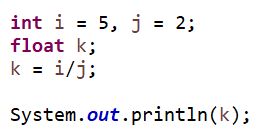 int i = 5, j = 2;
float k;
k = i/j;
System.out.println(k);